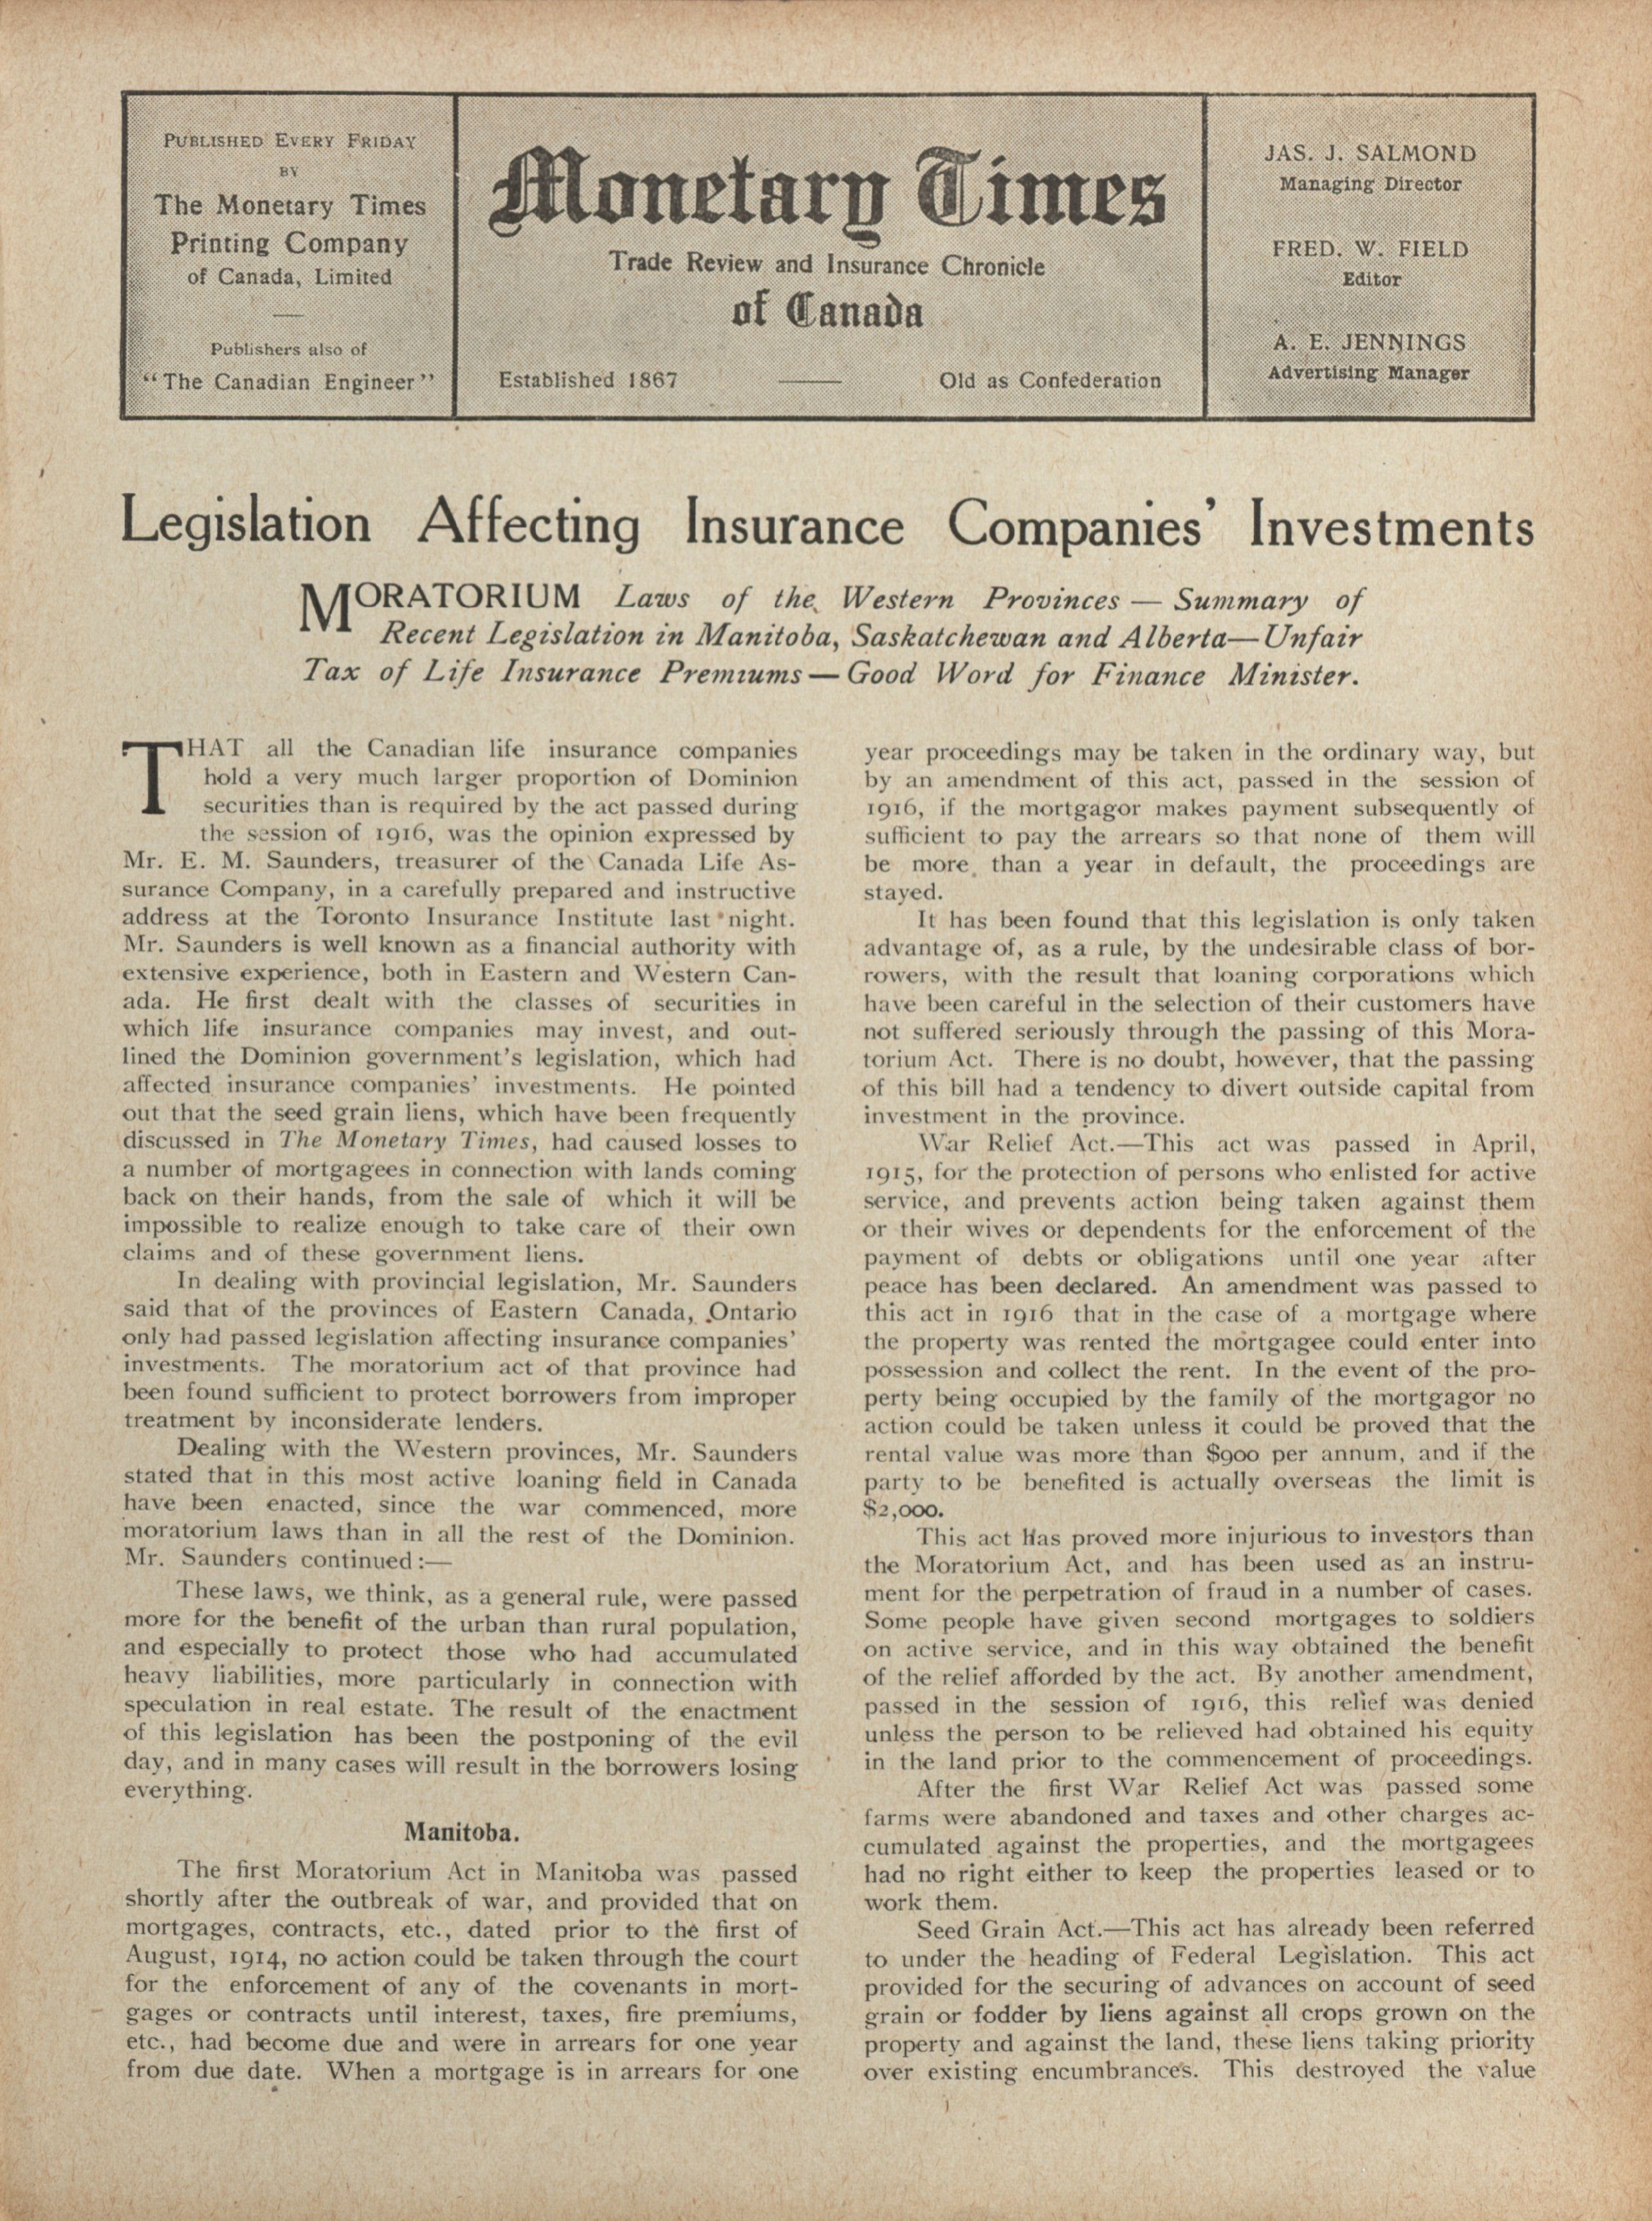 PUBLISHED EVERY FRIDAY
BY
The Monetary Times
Printing Company
of Canada, Limited
Publishers also of
“The Canadian Engineer”
Monetary Times
Trade Review and Insurance Chronicle
of Canada
Established 1867
Old as Confederation
JAS. J. SALMOND
Managing Director
FRED. W. FIELD
Editor
A. E. JENNINGS
Advertising Manager
Legislation Affecting Insurance Companies’ Investments
MORATORIUM Laws of the Western Provinces — Summary of
Recent Legislation in Manitoba, Saskatchewan and Alberta—Unfair
Tax of Life Insurance Premiums—Good Word for Finance Minister.
THAT all the Canadian life insurance companies
hold a very much larger proportion of Dominion
securities than is required by the act passed during
the session of 1916, was the opinion expressed by
Mr. E. M. Saunders, treasurer of the Canada Life As-
surance Company, in a carefully prepared and instructive
address at the Toronto Insurance Institute last night.
Mr. Saunders is well known as a financial authority with
extensive experience, both in Eastern and Western Can-
ada. He first dealt with the classes of securities in
which life insurance companies may invest, and out-
lined the Dominion government’s legislation, which had
affected insurance companies’ investments. He pointed
out that the seed grain liens, which have been frequently
discussed in The Monetary Times, had caused losses to
a number of mortgagees in connection with lands coming
back on their hands, from the sale of which it will be
impossible to realize enough to take care of their own
claims and of these government liens.
In dealing with provincial legislation, Mr. Saunders
said that of the provinces of Eastern Canada, Ontario
only had passed legislation affecting insurance companies’
investments. The moratorium act of that province had
been found sufficient to protect borrowers from improper
treatment by inconsiderate lenders.
Dealing with the Western provinces, Mr. Saunders
stated that in this most active loaning field in Canada
have been enacted, since the war commenced, more
moratorium laws than in all the rest of the Dominion.
Mr. Saunders continued:—
These laws, we think, as a general rule, were passed
more for the benefit of the urban than rural population,
and especially to protect those who had accumulated
heavy liabilities, more particularly in connection with
speculation in real estate. The result of the enactment
of this legislation has been the postponing of the evil
day, and in many cases will result in the borrowers losing
everything.
Manitoba.
The first Moratorium Act in Manitoba was passed
shortly after the outbreak of war, and provided that on
mortgages, contracts, etc., dated prior to the first of
August, 1914, no action could be taken through the court
for the enforcement of any of the covenants in mort-
gages or contracts until interest, taxes, fire premiums,
etc., had become due and were in arrears for one year
from due date. When a mortgage is in arrears for one
year proceedings may be taken in the ordinary way, but
by an amendment of this act, passed in the session of
1916, if the mortgagor makes payment subsequently of
sufficient to pay the arrears so that none of them will
be more than a year in default, the proceedings are
stayed.
It has been found that this legislation is only taken
advantage of, as a rule, by the undesirable class of bor-
rowers, with the result that loaning corporations which
have been careful in the selection of their customers have
not suffered seriously through the passing of this Mora-
torium Act. There is no doubt, however, that the passing
of this bill had a tendency to divert outside capital from
investment in the province.
War Relief Act.—This act was passed in April,
1915, for the protection of persons who enlisted for active
service, and prevents action being taken against them
or their wives or dependents for the enforcement of the
payment of debts or obligations until one year after
peace has been declared. An amendment was passed to
this act in 1916 that in the case of a mortgage where
the property was rented the mortgagee could enter into
possession and collect the rent. In the event of the pro-
perty being occupied by the family of the mortgagor no
action could be taken unless it could be proved that the
rental value was more than $900 per annum, and if the
party to be benefited is actually overseas the limit is
$2,000.
This act has proved more injurious to investors than
the Moratorium Act, and has been used as an instru-
ment for the perpetration of fraud in a number of cases.
Some people have given second mortgages to soldiers
on active service, and in this way obtained the benefit
of the relief afforded by the act. By another amendment,
passed in the session of 1916, this relief was denied
unless the person to be relieved had obtained his equity
in the land prior to the commencement of proceedings.
After the first War Relief Act was passed some
farms were abandoned and taxes and other charges ac-
cumulated against the properties, and the mortgagees
had no right either to keep the properties leased or to
work them.
Seed Grain Act.—This act has already been referred
to under the heading of Federal Legislation. This act
provided for the securing of advances on account of seed
grain or fodder by liens against all crops grown on the
property and against the land, these liens taking priority
over existing encumbrances. This destroyed the value